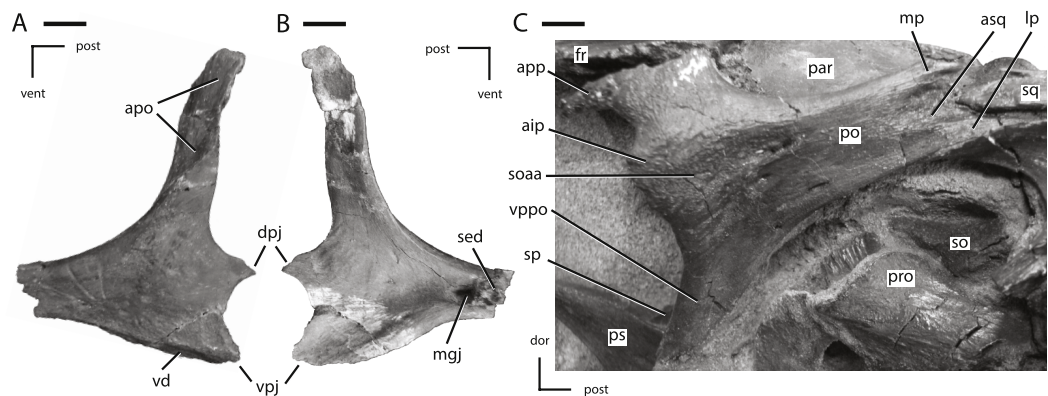 A
post
vent
apo
vd
B
post
vent
dpj
sed
mgj
vpj
C
mp
asq
lp
fr
par
sq
app
aip
po
soaa
vppo
so
sp
pro
ps
dor
post